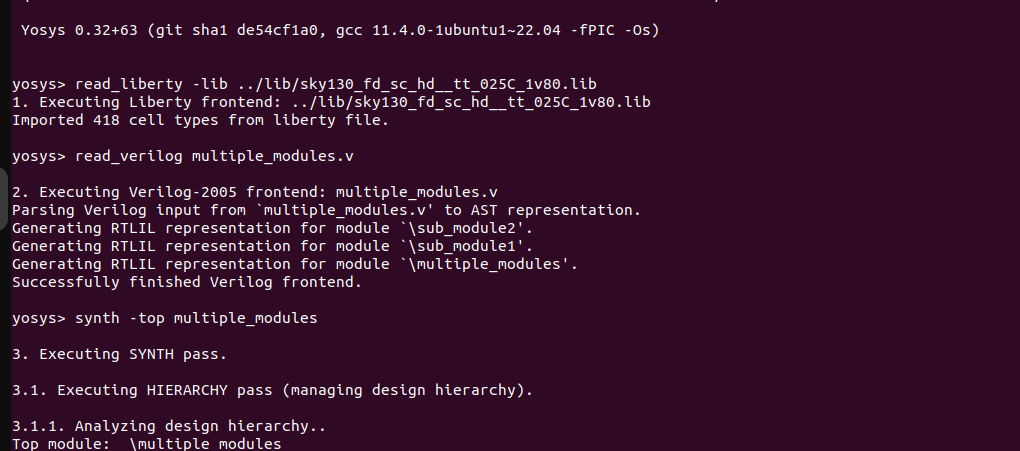 Yosys 0.32+63 (git sha1 de54cf1a0, gcc 11.4.0-1ubuntu1~22.04 -fPIC -Os)
yosys> read_liberty -lib ../lib/sky130_fd_sc_hd__tt_025C_1v80.lib
1. Executing Liberty frontend: ../lib/sky130_fd_sc_hd__tt_025C_1v80.lib
Imported 418 cell types from liberty file.
yosys> read_verilog multiple_modules.v
2. Executing Verilog-2005 frontend: multiple_modules.v
Parsing Verilog input from `multiple_modules.v' to AST representation.
Generating RTLIL representation for module `\sub_module2'.
Generating RTLIL representation for module `\sub_module1'.
Generating RTLIL representation for module `\multiple_modules'.
Successfully finished Verilog frontend.
yosys> synth -top multiple_modules
3. Executing SYNTH pass.
3.1. Executing HIERARCHY pass (managing design hierarchy).
3.1.1. Analyzing design hierarchy..
Top module:  \multiple_modules